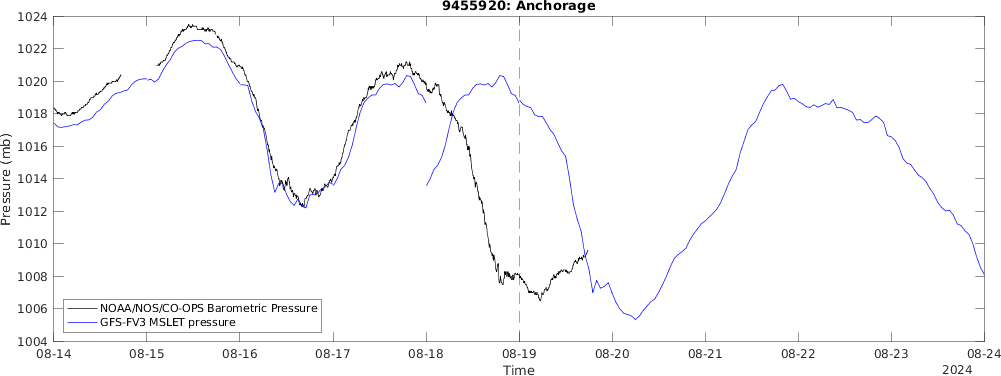 9455920: Anchorage
1024
1022
1020
1018
1016
1014
1012
1010
1008
1006
1004
Pressure (mb)
NOAA/NOS/CO-OPS Barometric Pressure
GFS-FV3 MSLET pressure
08-14 08-15 08-16 08-17 08-18 08-19 08-20 08-21 08-22 08-23 08-24
Time
2024